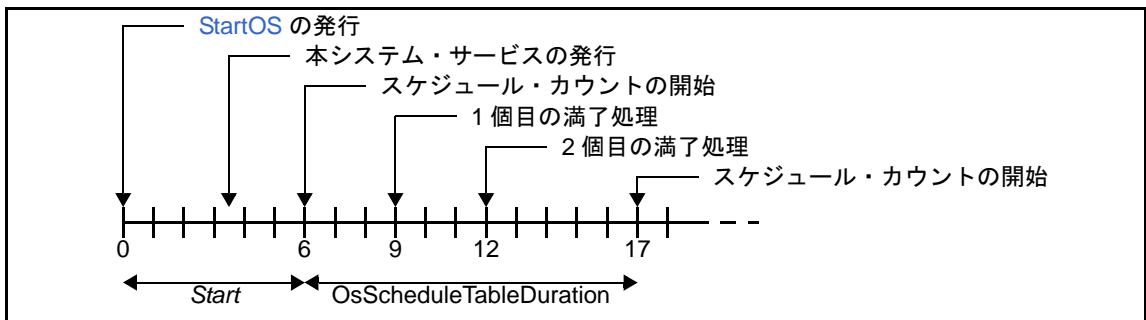 StartOS の発行
本システム・サービスの発行
スケジュール・カウントの開始
1 個目の満了処理
2 個目の満了処理
スケジュール・カウントの開始
0 6 9 12 17
Start OsScheduleTableDuration